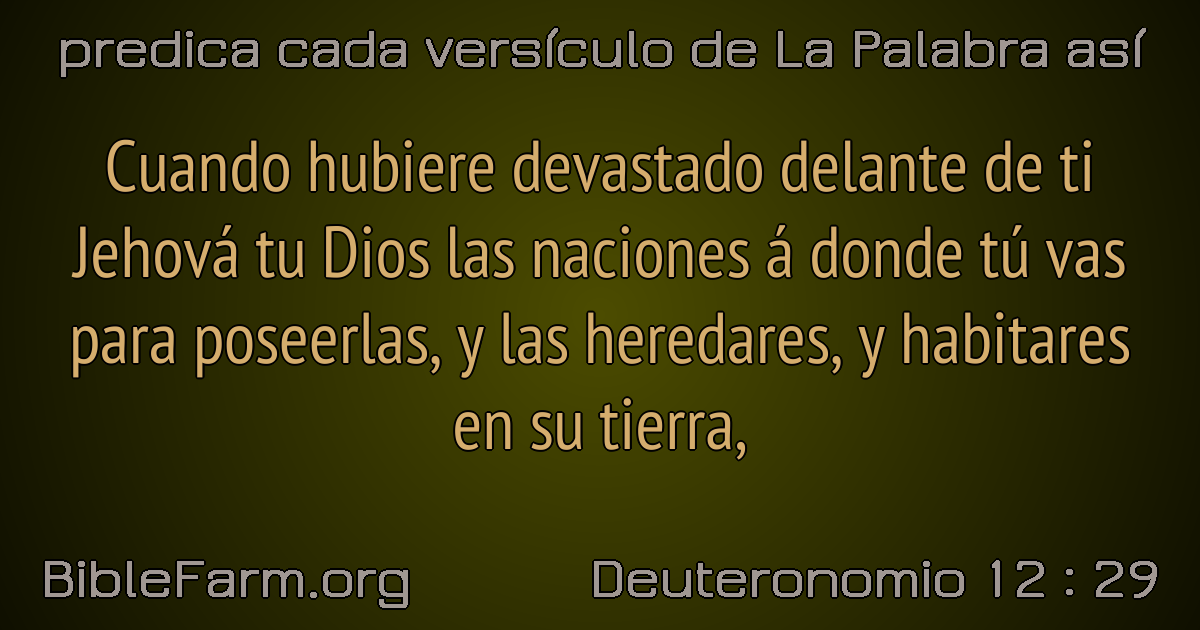 predica cada versículo de La Palabra así
Cuando hubiere devastado delante de ti
Jehová tu Dios las naciones á donde tú vas
para poseerlas, y las heredares, y habitares
en su tierra,
BibleFarm.org
Deuteronomio 12 : 29